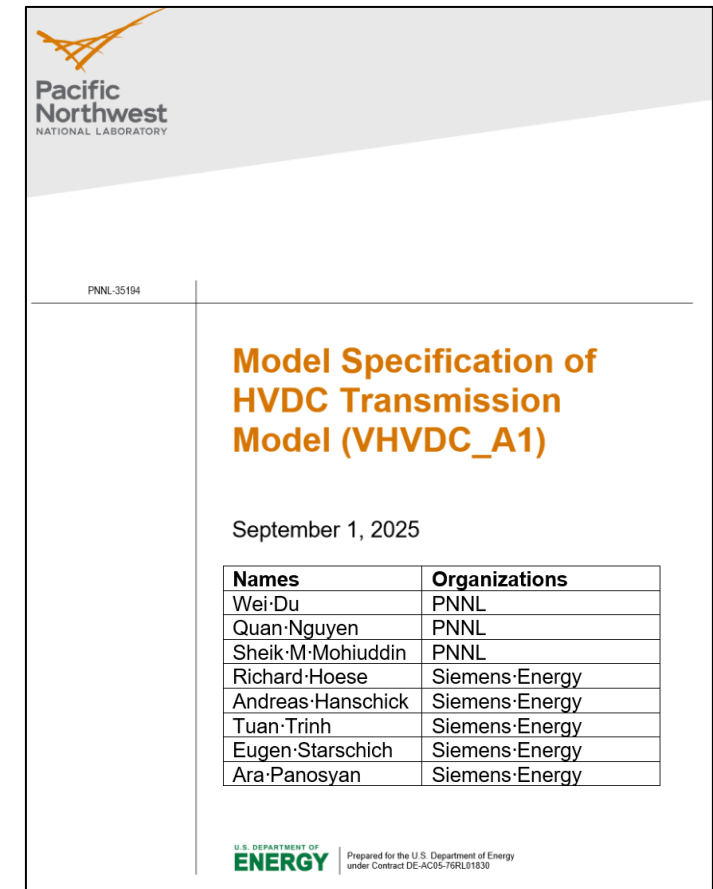 Pacific
Northwest
NATIONAL LABORATORY
PNNL-35194
Model Specification of
HVDC Transmission
Model (VHVDC_A1)
September 1, 2025
Names Organizations
Wei·Du PNNL
Quan·Nguyen PNNL
Sheik·M·Mohiuddin PNNL
Richard·Hoese Siemens·Energy
Andreas·Hanschick Siemens·Energy
Tuan·Trinh Siemens·Energy
Eugen·Starschich Siemens·Energy
Ara·Panosyan Siemens·Energy
U.S. DEPARTMENT OF
ENERGY
Prepared for the U.S. Department of Energy
under Contract DE-AC05-76RL01830